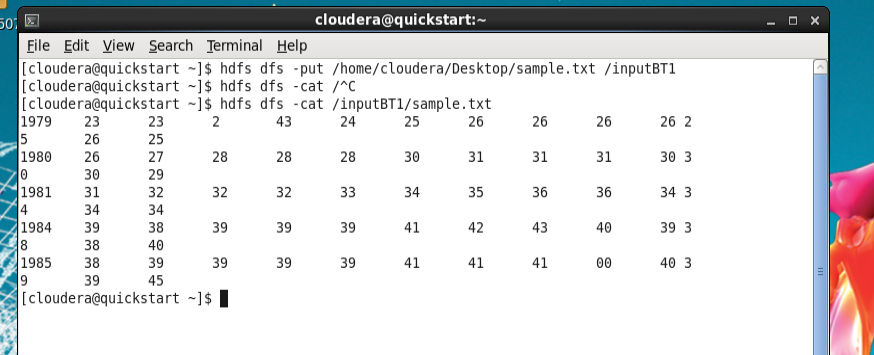 cloudera@quickstart:~
File Edit View Search Terminal Help
[cloudera@quickstart ~]$ hdfs dfs -put /home/cloudera/Desktop/sample.txt /inputBT1
[cloudera@quickstart ~]$ hdfs dfs -cat /^C
[cloudera@quickstart ~]$ hdfs dfs -cat /inputBT1/sample.txt
1979 23 23 2 43 24 25 26 26 26 26 2
5 26 25
1980 26 27 28 28 28 30 31 31 31 30 3
0 30 29
1981 31 32 32 32 33 34 35 36 36 34 3
4 34 34
1984 39 38 39 39 39 41 42 43 40 39 3
8 38 40
1985 38 39 39 39 39 41 41 41 00 40 3
9 39 45
[cloudera@quickstart ~]$